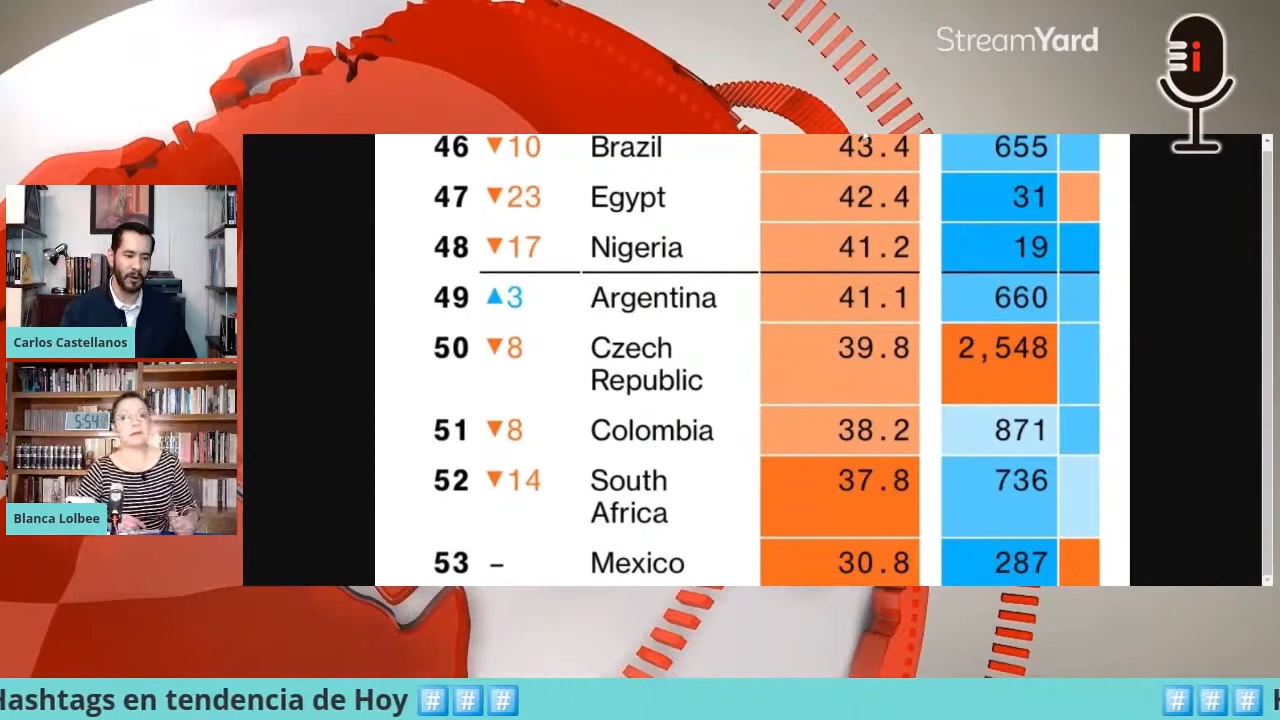 StreamYard
i
46 ▼10 Brazil 43.4 655
47 ▼23 Egypt 42.4 31
48 ▼17 Nigeria 41.2 19
49 ▲3 Argentina 41.1 660
50 ▼8 Czech Republic 39.8 2,548
51 ▼8 Colombia 38.2 871
52 ▼14 South Africa 37.8 736
53 – Mexico 30.8 287
Carlos Castellanos
5:54
Blanca Lolbee
Hashtags en tendencia de Hoy #️⃣#️⃣#️⃣ #️⃣#️⃣#️⃣